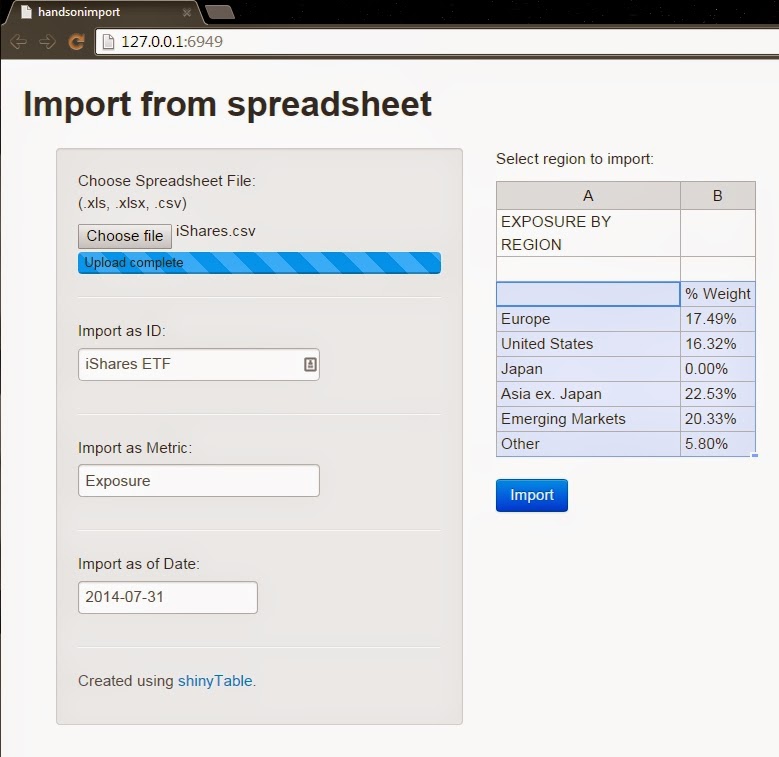 handsonimport
127.0.0.1:6949
Import from spreadsheet
Choose Spreadsheet File:
(.xls, .xlsx, .csv)
Choose file iShares.csv
Upload complete
Import as ID:
iShares ETF
Import as Metric:
Exposure
Import as of Date:
2014-07-31
Created using shinyTable.
Select region to import:
A B
EXPOSURE BY
REGION
% Weight
Europe 17.49%
United States 16.32%
Japan 0.00%
Asia ex. Japan 22.53%
Emerging Markets 20.33%
Other 5.80%
Import